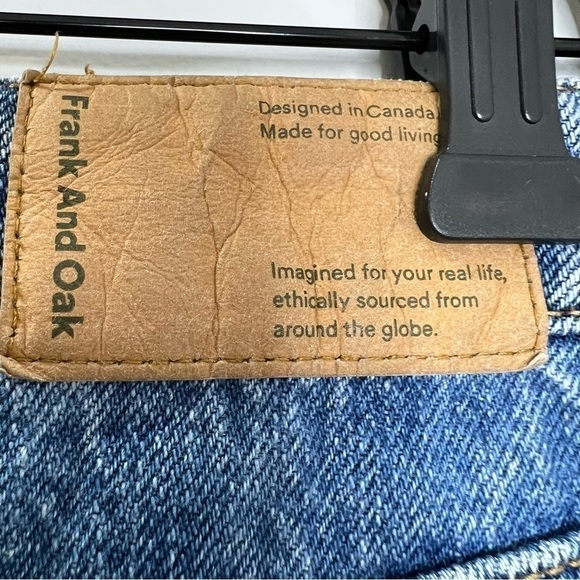 Frank And Oak
Designed in Canada.
Made for good living
Imagined for your real life,
ethically sourced from
around the globe.